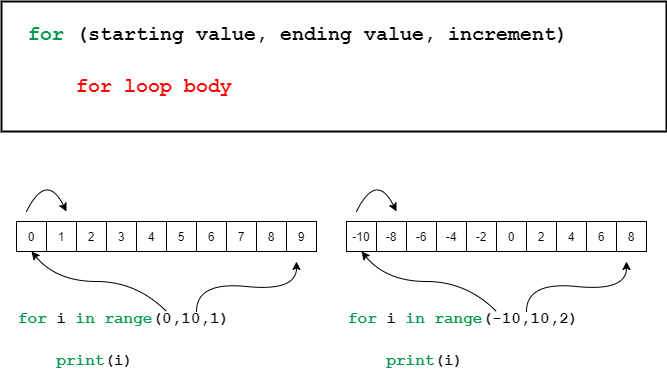 for (starting value, ending value, increment)
for loop body
0 1 2 3 4 5 6 7 8 9
-10 -8 -6 -4 -2 0 2 4 6 8
for i in range(0,10,1)
print(i)
for i in range(-10,10,2)
print(i)